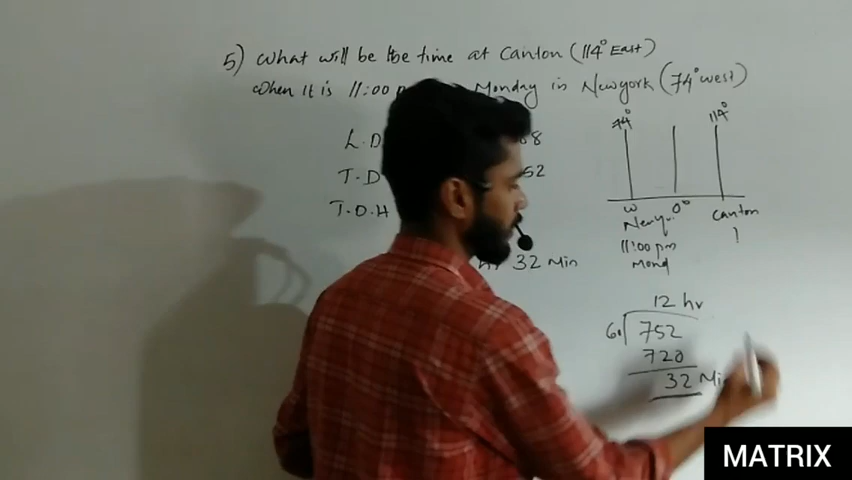 5) What will be the time at Canton (114° East)
When it is 11:00 Monday in Newyork (74° west)
74° 114°
L.D
T.D 52
T.D.H
W 0° Canton
11:00 pm
Mond
32 Min
12 hr
60 752
720
32
MATRIX